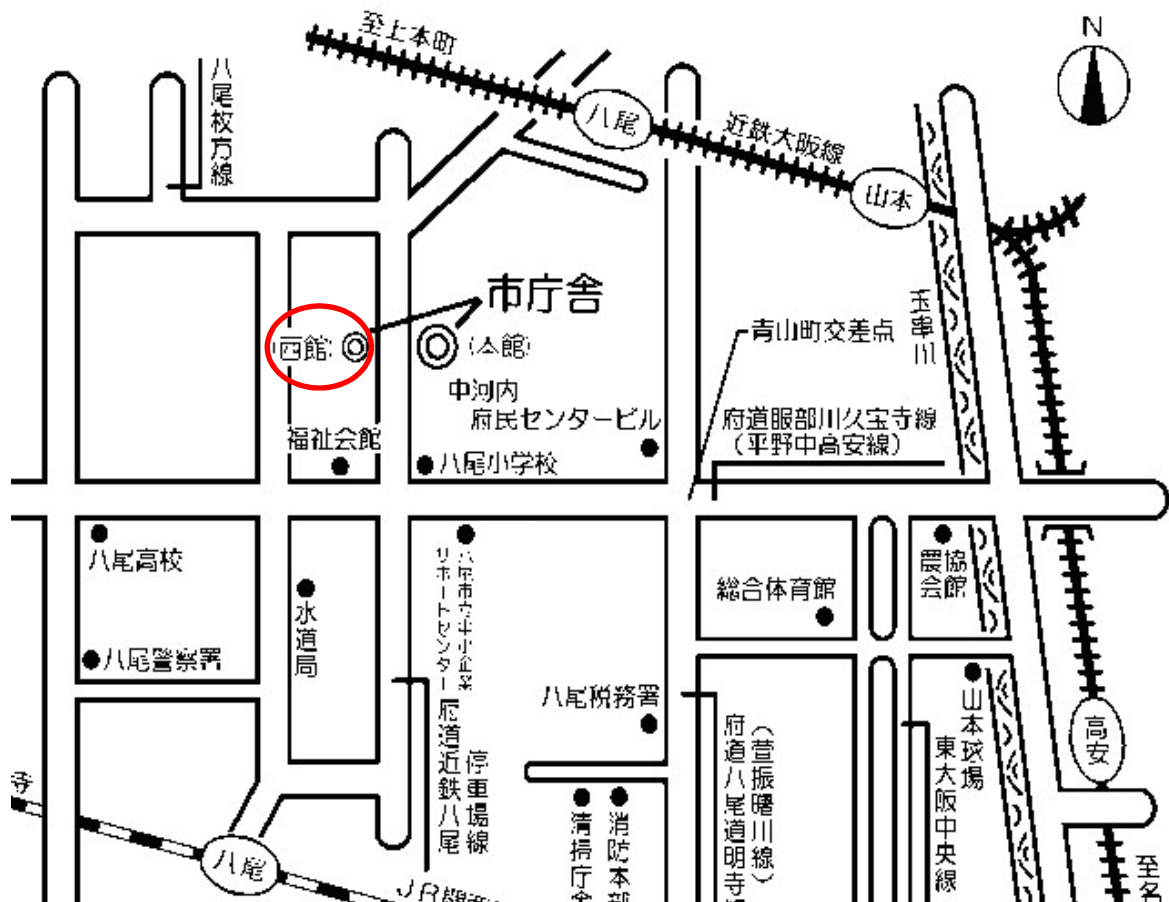 N
至上本町
八尾
近鉄大阪線
山本
八尾枚方線
市庁舎
(西館)
(本館)
玉串川
青山町交差点
中河内
府民センタービル
府道服部川久宝寺線
(平野中高安線)
福祉会館
八尾小学校
八尾高校
八尾市立中小企業
サポートセンター
総合体育館
農協
会館
水道局
八尾警察署
八尾税務署
山本球場
高安
府道近鉄八尾
停車場線
府道八尾道明寺線
(萱振曙川線)
東大阪中央線
清掃庁舎
消防本部
寺
八尾
JR
至名